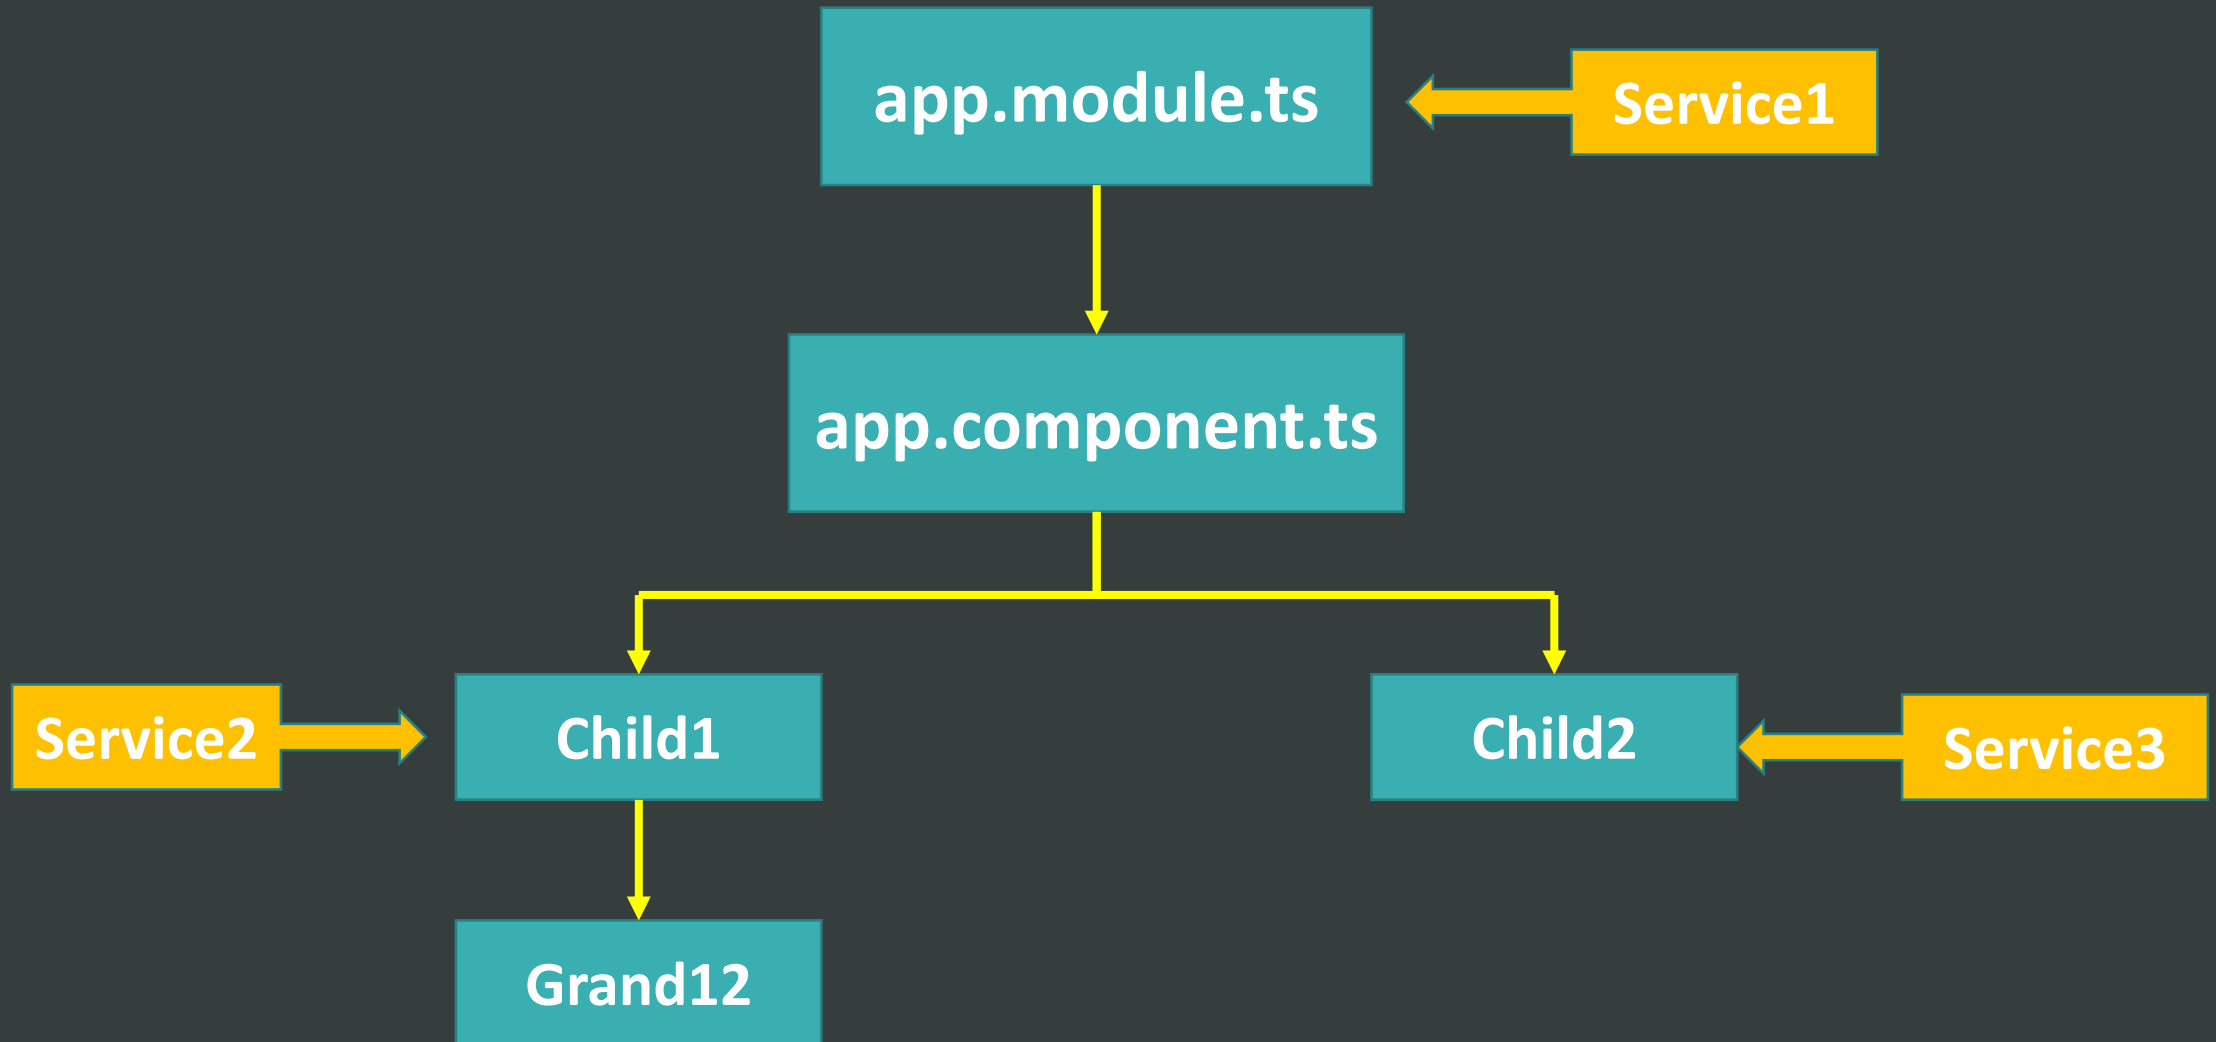 app.module.ts
Service1
app.component.ts
Service2
Child1
Child2
Service3
Grand12